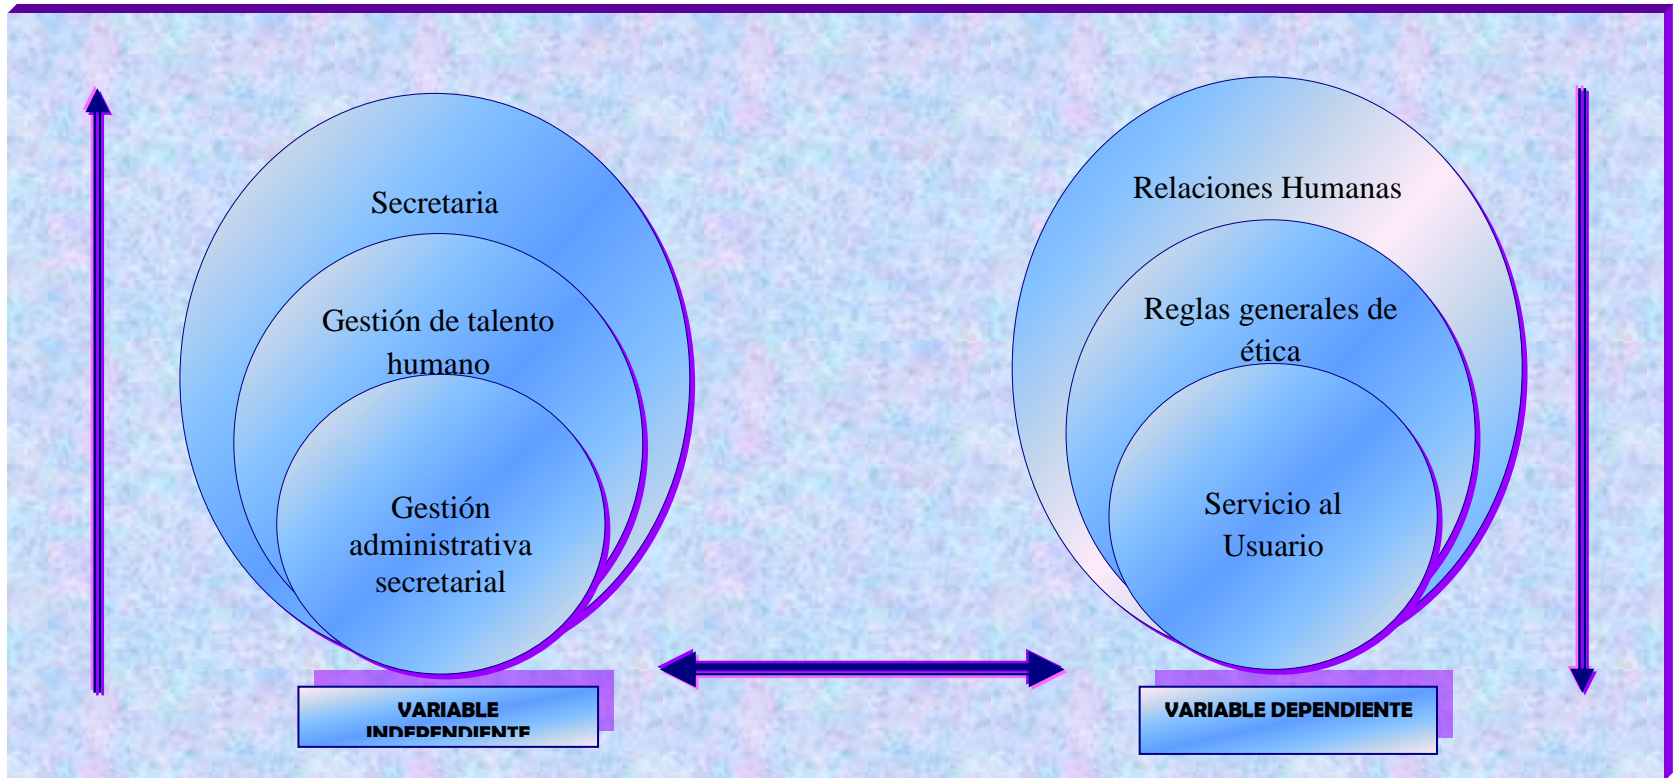 Secretaria
Gestión de talento
humano
Gestión
administrativa
secretarial
VARIABLE
INDEPENDIENTE
Relaciones Humanas
Reglas generales de
ética
Servicio al
Usuario
VARIABLE DEPENDIENTE